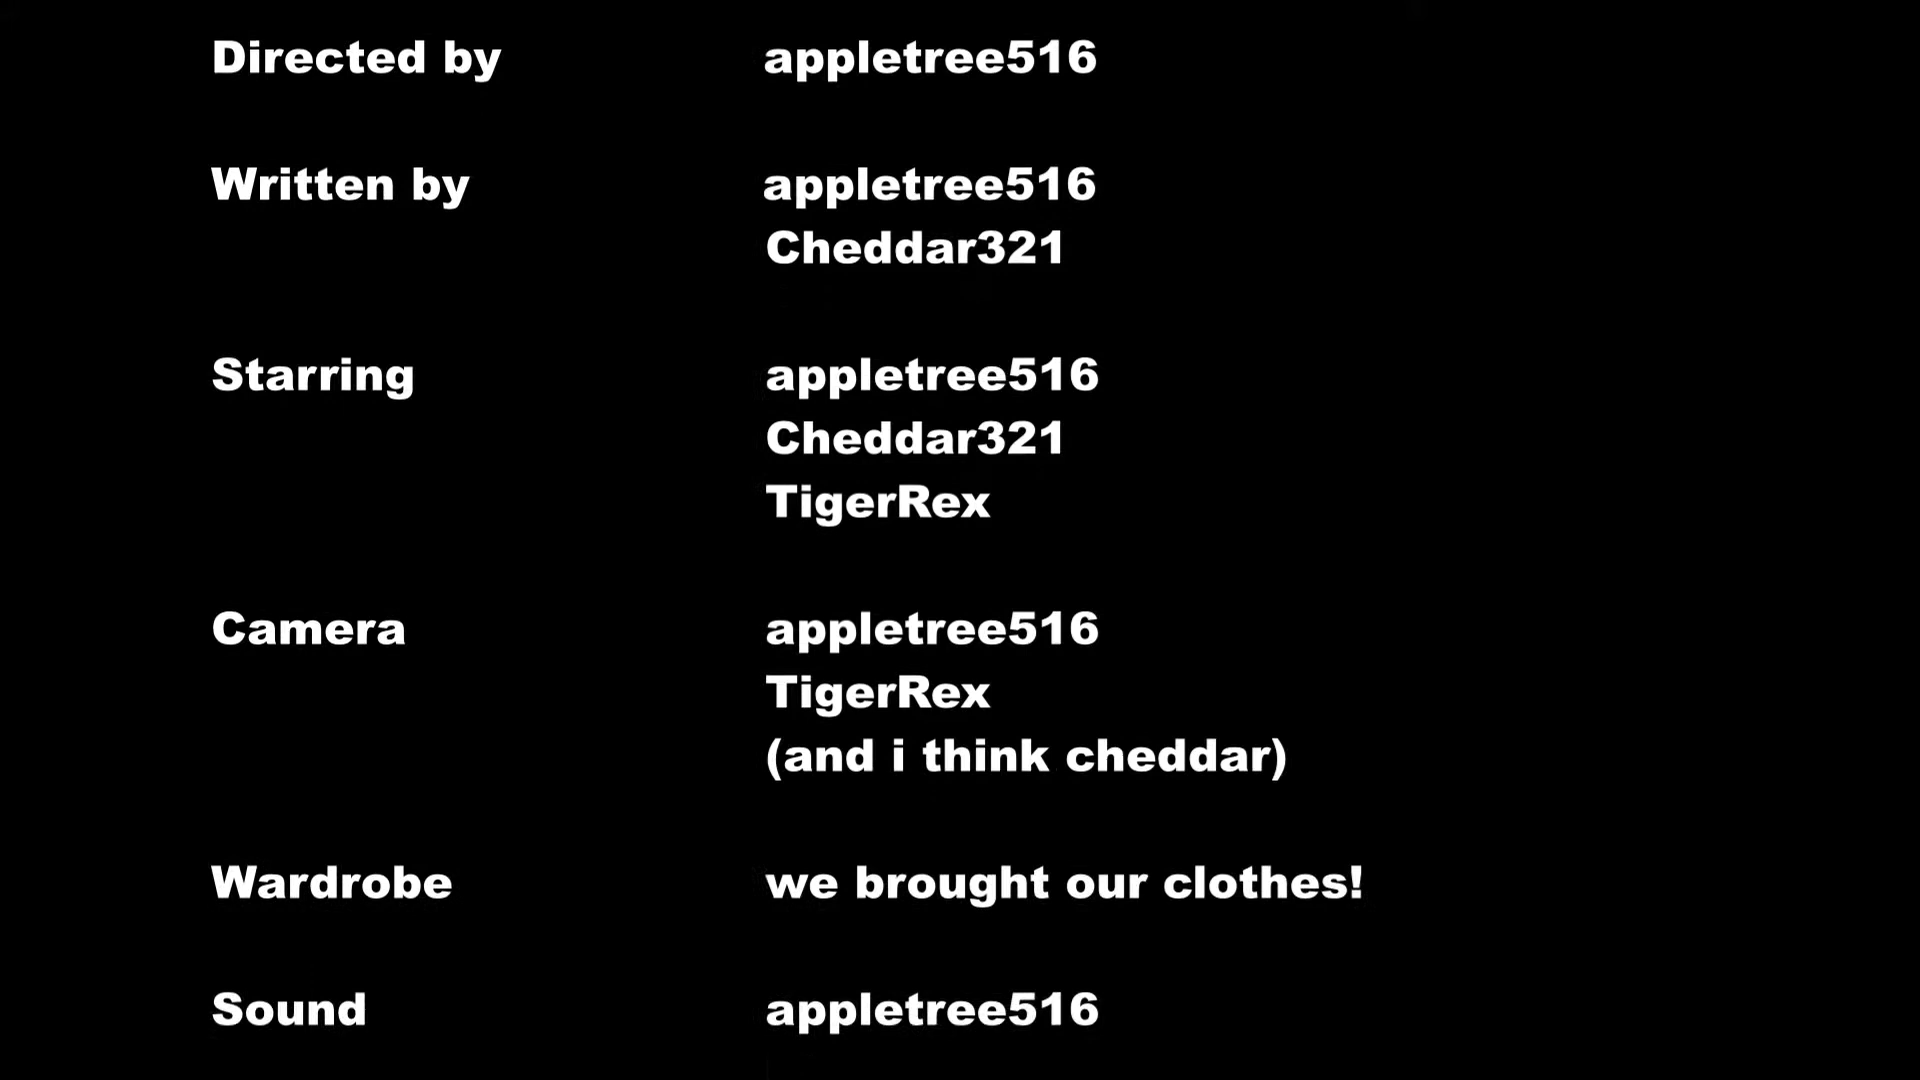 Directed by appletree516
Written by appletree516
Cheddar321
Starring appletree516
Cheddar321
TigerRex
Camera appletree516
TigerRex
(and i think cheddar)
Wardrobe we brought our clothes!
Sound appletree516